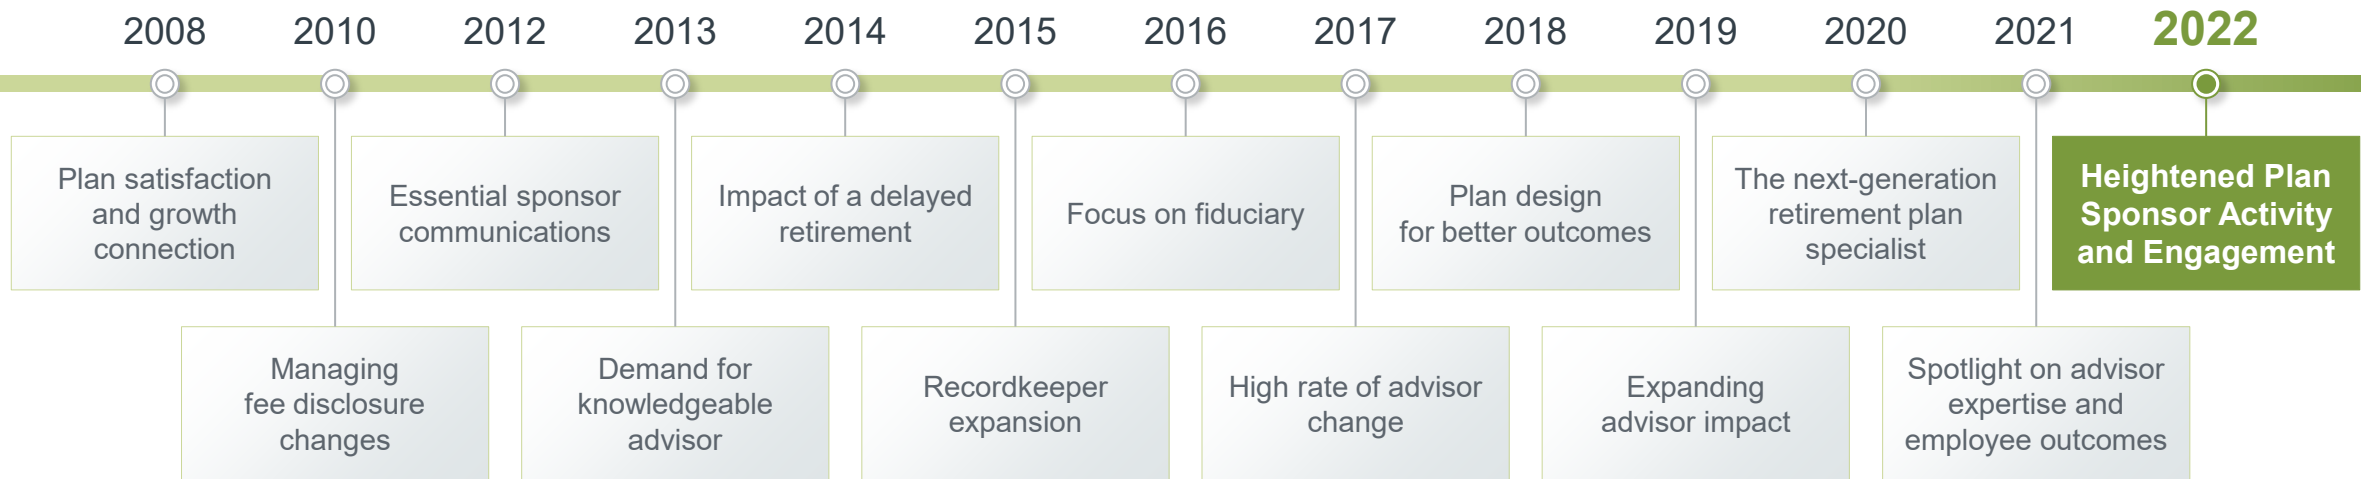 2008
2010
2012
2013
2014
2015
2016
2017
2018
2019
2020
2021
2022
Plan satisfaction
and growth
connection
Essential sponsor
communications
Impact of a delayed
retirement
Focus on fiduciary
Plan design
for better outcomes
The next-generation
retirement plan
specialist
Heightened Plan
Sponsor Activity
and Engagement
Managing
fee disclosure
changes
Demand for
knowledgeable
advisor
Recordkeeper
expansion
High rate of advisor
change
Expanding
advisor impact
Spotlight on advisor
expertise and
employee outcomes